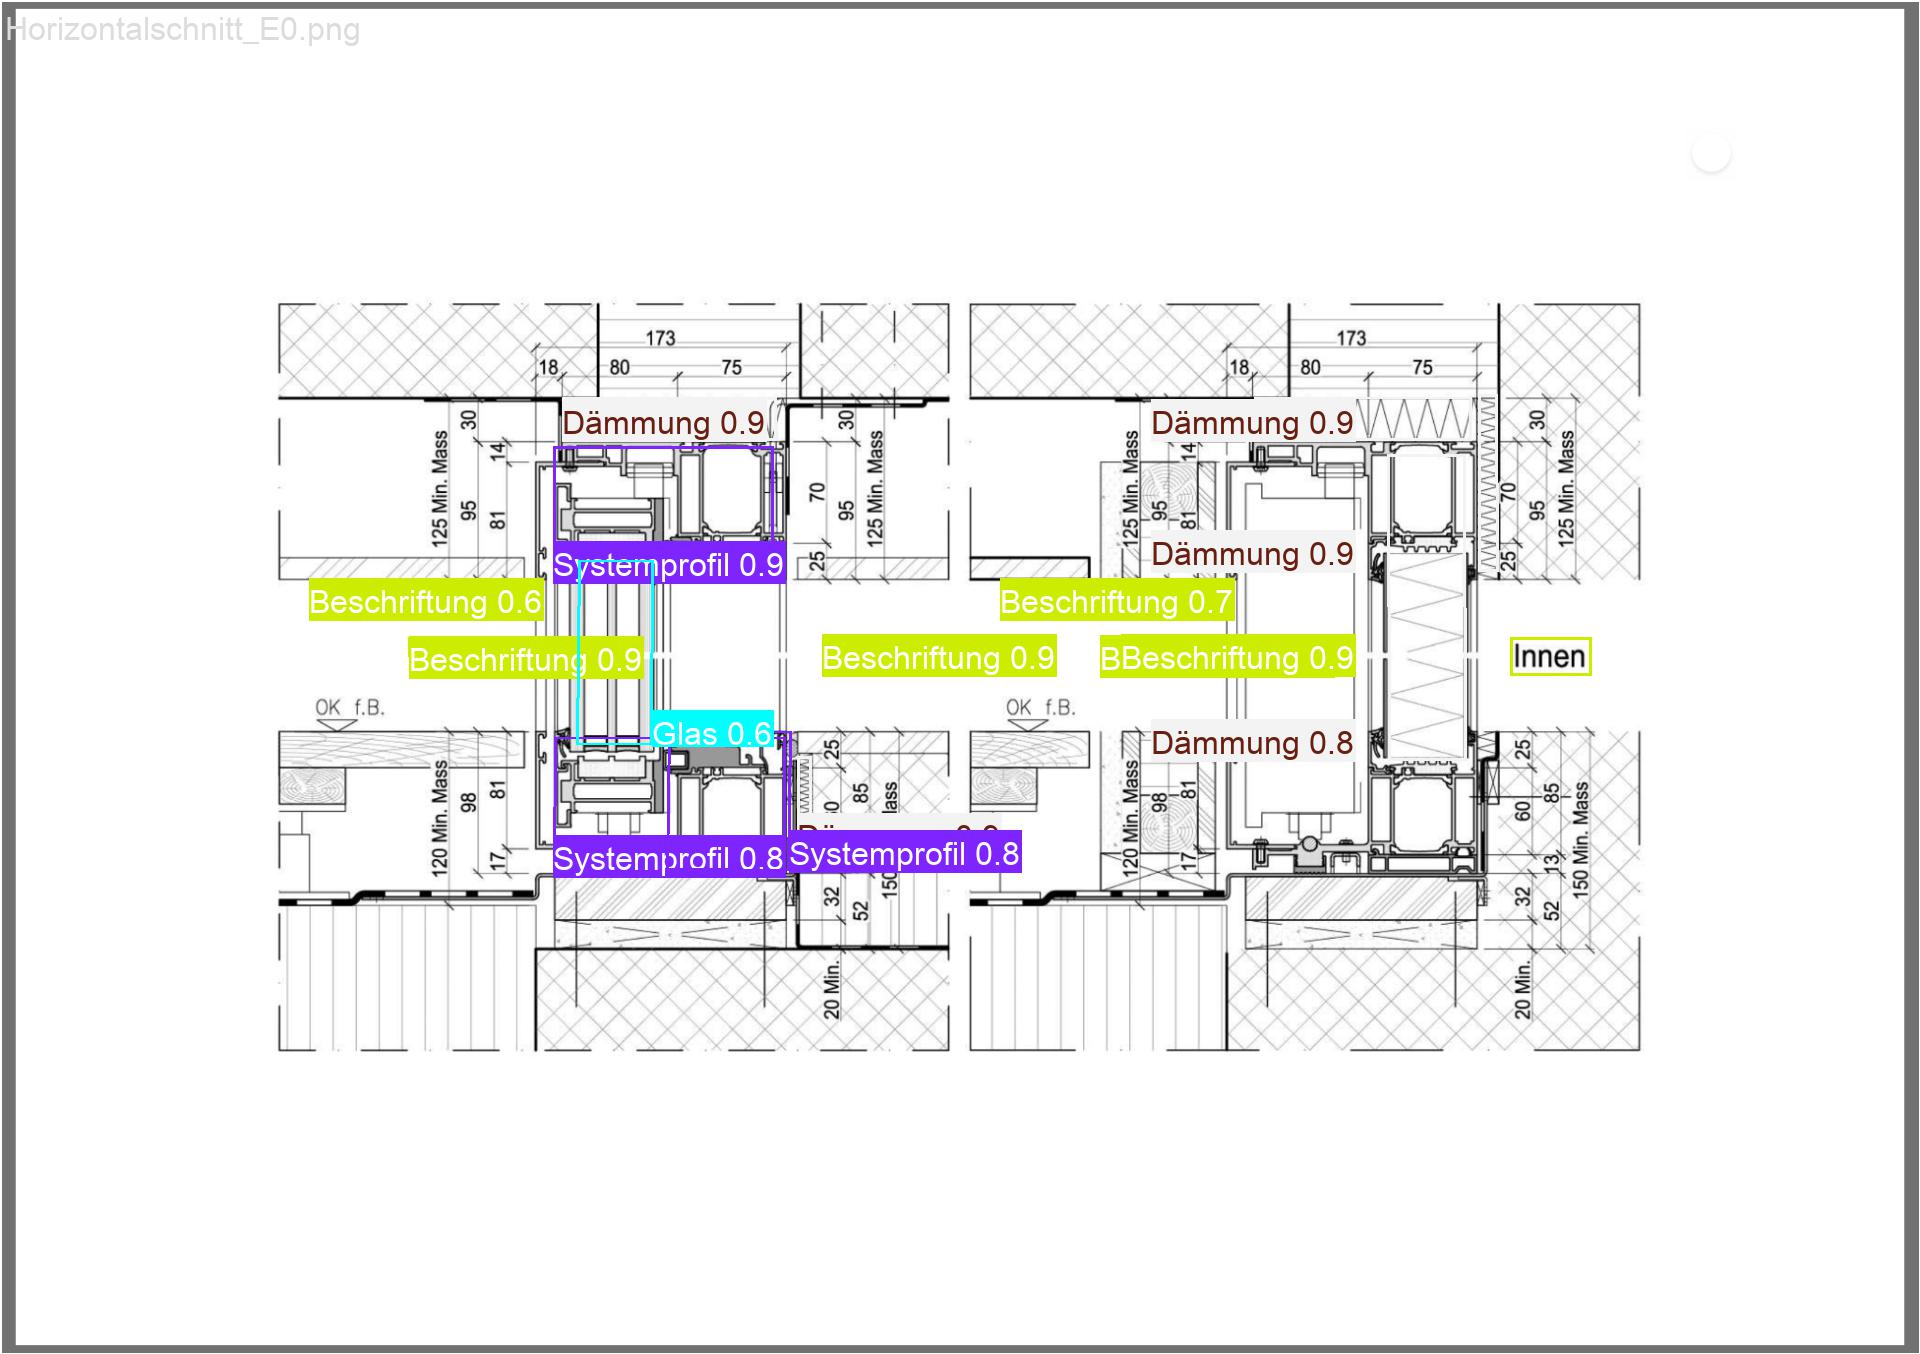 Horizontalschnitt_E0.png
173
18 80 75
173
18 80 75
Dämmung 0.9
Dämmung 0.9
30
14
125 Min. Mass
95
81
30
70
95
125 Min. Mass
25
14
125 Min. Mass
95
81
30
70
95
125 Min. Mass
25
Systemprofil 0.9
Dämmung 0.9
Beschriftung 0.6
Beschriftung 0.7
Beschriftung 0.9
Beschriftung 0.9
BBeschriftung 0.9
Innen
OK f.B.
Glas 0.6
OK f.B.
Dämmung 0.8
120 Min. Mass
98
81
17
25
85
32
52
20 Min.
Systemprofil 0.8
Systemprofil 0.8
120 Min. Mass
98
81
17
25
60
85
13
150 Min. Mass
32
52
20 Min.